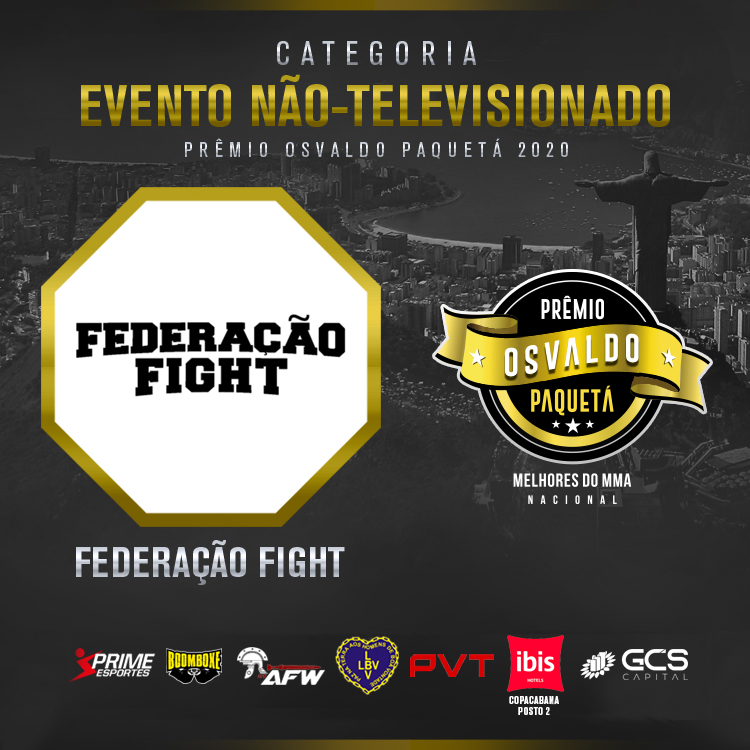 CATEGORIA
EVENTO NÃO-TELEVISIONADO
PRÊMIO OSVALDO PAQUETÁ 2020
FEDERAÇÃO
FIGHT
PRÊMIO
OSVALDO
PAQUETÁ
MELHORES DO MMA
NACIONAL
FEDERAÇÃO FIGHT
PRIME
ESPORTES
BOOMBOXE
AFW
L
LBV
V
PVT
ibis
HOTELS
COPACABANA
POSTO 2
GCS
CAPITAL